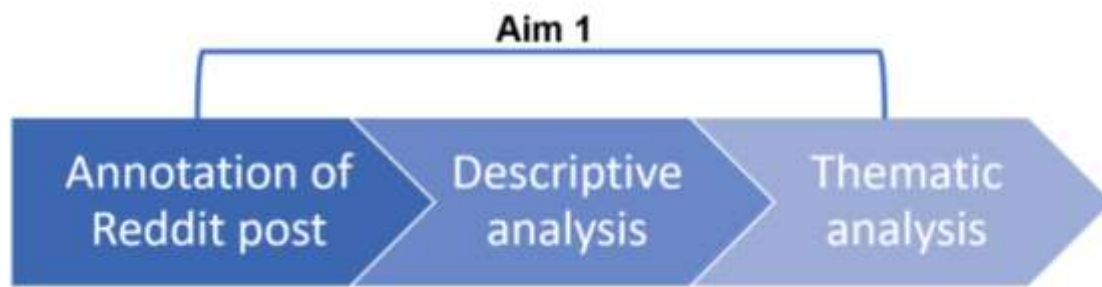 Aim 1
Annotation of
Reddit post
Descriptive
analysis
Thematic
analysis